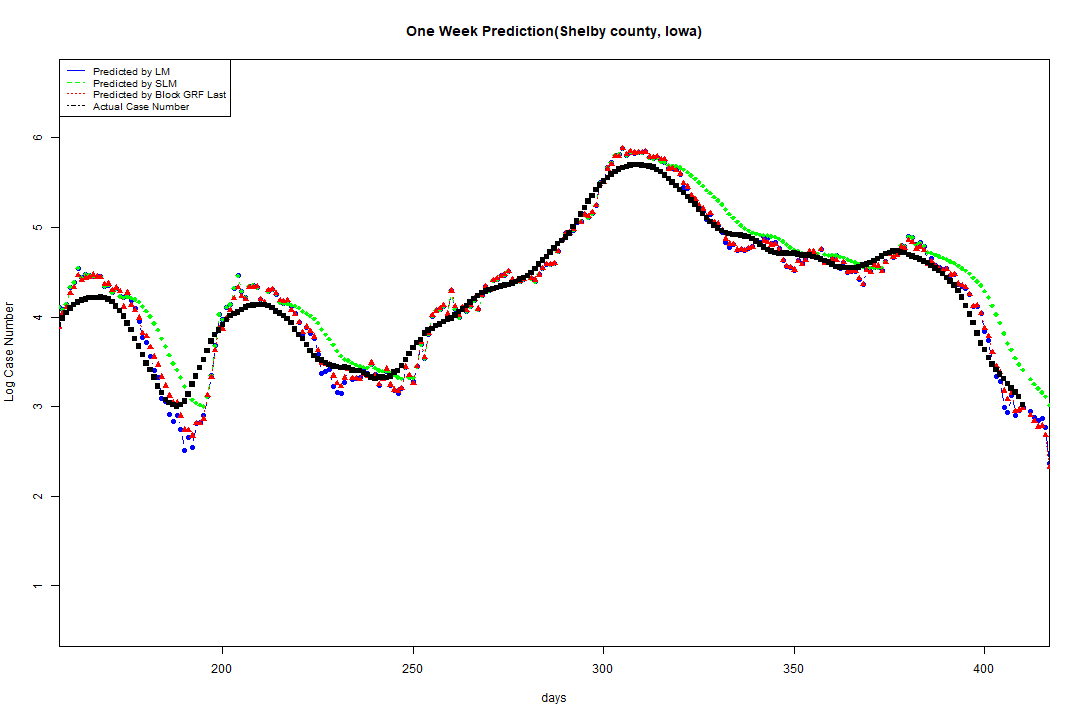 One Week Prediction(Shelby county, Iowa)
Predicted by LM
Predicted by SLM
Predicted by Block GRF Last
Actual Case Number
6
5
4
3
2
1
Log Case Number
200 250 300 350 400
days